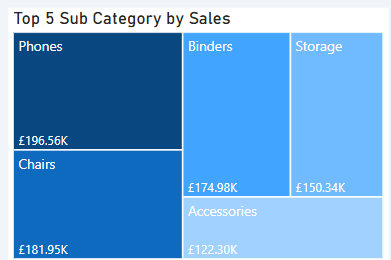 Top 5 Sub Category by Sales
Phones
£196.56K
Chairs
£181.95K
Binders
£174.98K
Storage
£150.34K
Accessories
£122.30K